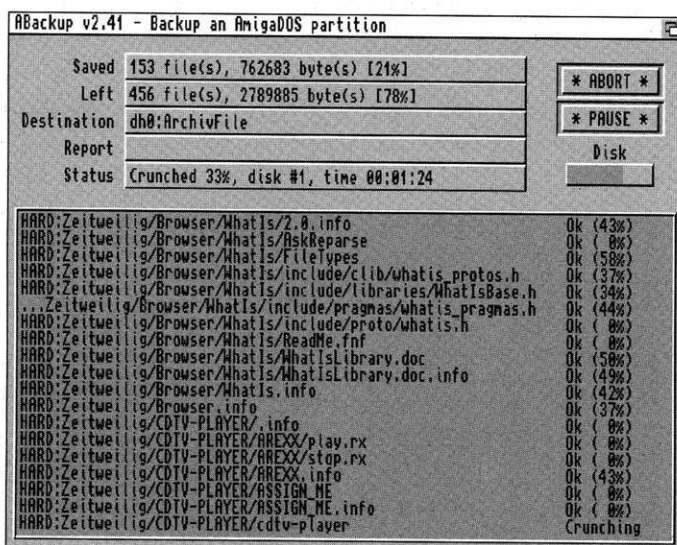 ABackup v2.41 - Backup an AmigaDOS partition
Saved 153 file(s), 762683 byte(s) [21%]
Left 456 file(s), 2789885 byte(s) [78%]
Destination dh0:ArchivFile
Report
Status Crunched 33%, disk #1, time 00:01:24
* ABORT *
* PAUSE *
Disk
HARD:Zeitweilig/Browser/WhatIs/2.0.info Ok (43%)
HARD:Zeitweilig/Browser/WhatIs/AskReparse Ok ( 0%)
HARD:Zeitweilig/Browser/WhatIs/FileTypes Ok (58%)
HARD:Zeitweilig/Browser/WhatIs/include/clib/whatis_protos.h Ok (37%)
HARD:Zeitweilig/Browser/WhatIs/include/libraries/WhatIsBase.h Ok (34%)
...Zeitweilig/Browser/WhatIs/include/pragmas/whatis_pragmas.h Ok (44%)
HARD:Zeitweilig/Browser/WhatIs/include/proto/whatis.h Ok ( 0%)
HARD:Zeitweilig/Browser/WhatIs/ReadMe.fnf Ok ( 0%)
HARD:Zeitweilig/Browser/WhatIs/WhatIsLibrary.doc Ok (50%)
HARD:Zeitweilig/Browser/WhatIs/WhatIsLibrary.doc.info Ok (49%)
HARD:Zeitweilig/Browser/WhatIs.info Ok (42%)
HARD:Zeitweilig/Browser.info Ok (37%)
HARD:Zeitweilig/CDTV-PLAYER/.info Ok ( 0%)
HARD:Zeitweilig/CDTV-PLAYER/AREXX/play.rx Ok ( 0%)
HARD:Zeitweilig/CDTV-PLAYER/AREXX/stop.rx Ok ( 0%)
HARD:Zeitweilig/CDTV-PLAYER/AREXX.info Ok (43%)
HARD:Zeitweilig/CDTV-PLAYER/ASSIGN_ME Ok ( 0%)
HARD:Zeitweilig/CDTV-PLAYER/ASSIGN_ME.info Ok ( 0%)
HARD:Zeitweilig/CDTV-PLAYER/cdtv-player Crunching